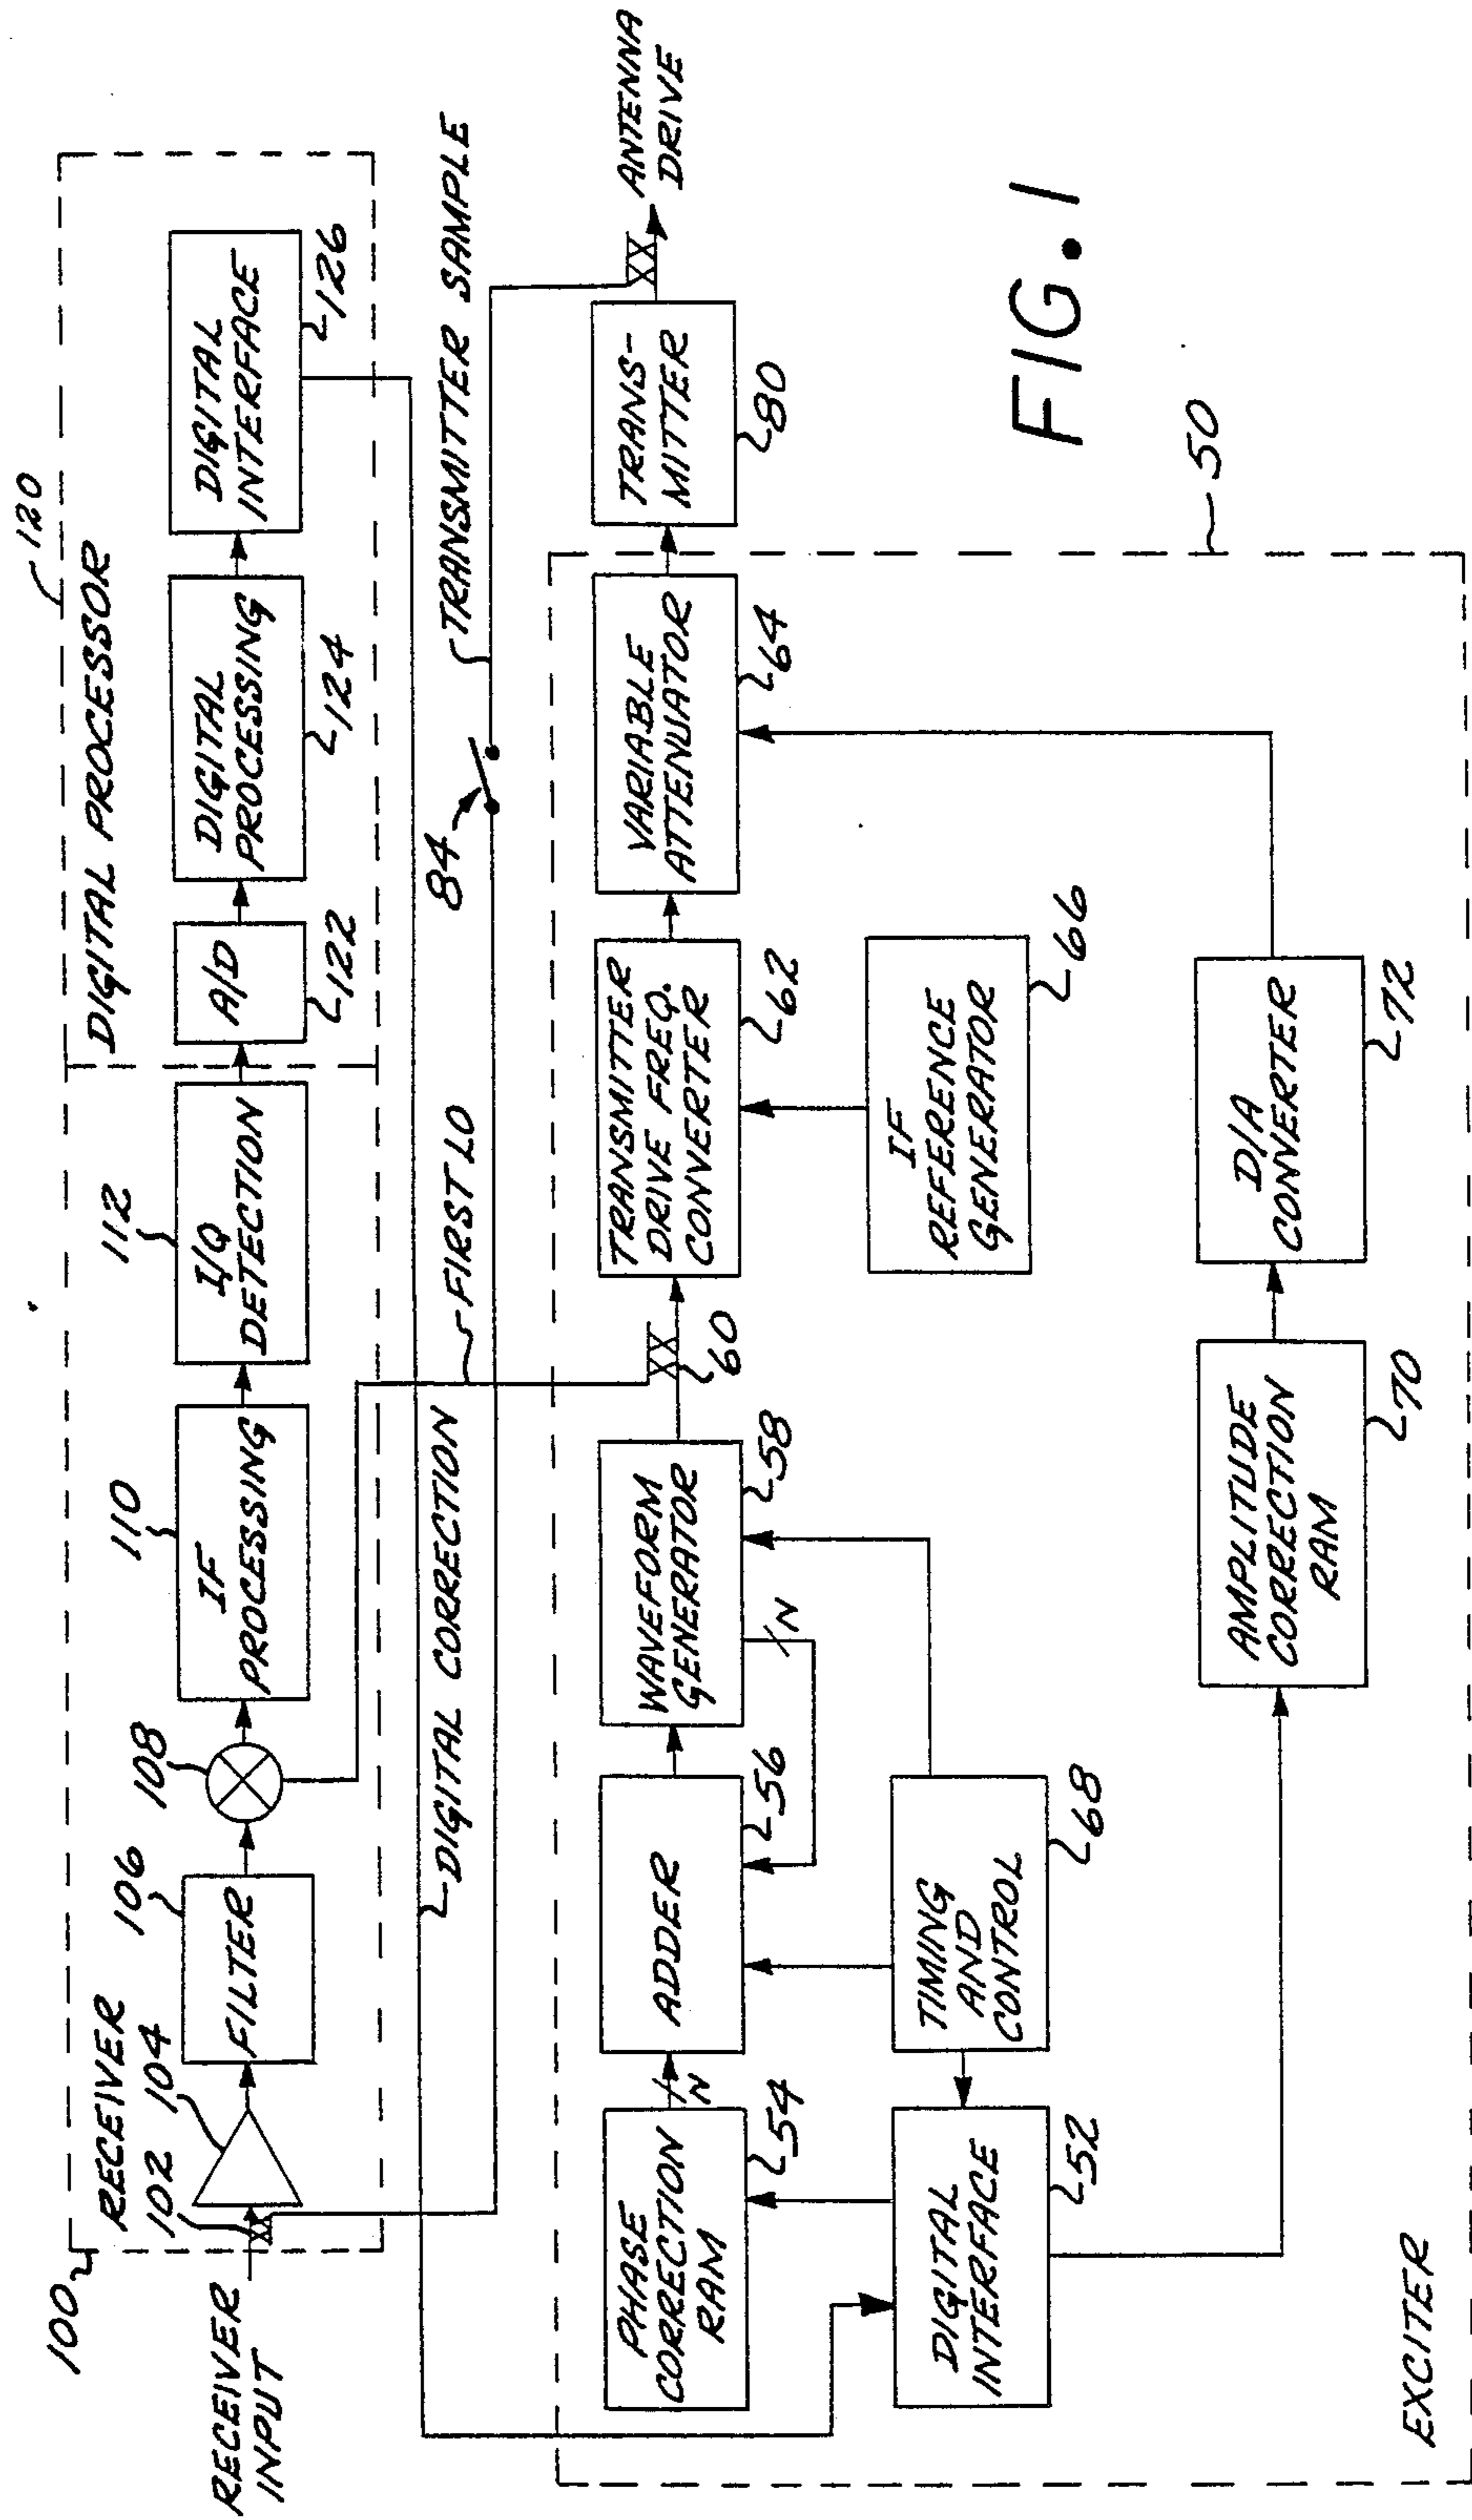 120
DIGITAL PROCESSOR
100
RECEIVER
102
104
106
108
110
112
RECEIVER
INPUT
FILTER
IF
PROCESSING
I/Q
DETECTION
A/D
122
DIGITAL
PROCESSING
124
DIGITAL
INTERFACE
126
DIGITAL CORRECTION
FIRST LO
84
TRANSMITTER SAMPLE
PHASE
CORRECTION
RAM
54
N
ADDER
56
WAVEFORM
GENERATOR
58
N
60
TRANSMITTER
DRIVE FREQ.
CONVERTER
62
VARIABLE
ATTENUATOR
64
TRANS-
MITTER
80
ANTENNA
DRIVE
DIGITAL
INTERFACE
52
TIMING
AND
CONTROL
68
IF
REFERENCE
GENERATOR
66
AMPLITUDE
CORRECTION
RAM
70
D/A
CONVERTER
72
EXCITER
50
FIG. 1